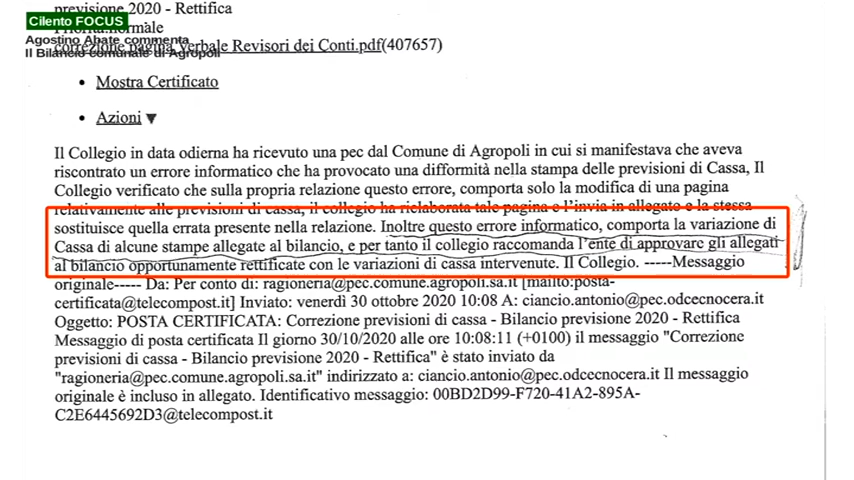 previsione 2020 - Rettifica
Cilento FOCUS
Priorità:normale
Agostino Abate commenta
Il Bilancio comunale di Agropoli
correzione pagina verbale Revisori dei Conti.pdf(407657)
• Mostra Certificato
• Azioni ▼
Il Collegio in data odierna ha ricevuto una pec dal Comune di Agropoli in cui si manifestava che aveva
riscontrato un errore informatico che ha provocato una difformità nella stampa delle previsioni di Cassa, Il
Collegio verificato che sulla propria relazione questo errore, comporta solo la modifica di una pagina
relativamente alle previsioni di cassa, il collegio ha rielaborata tale pagina e l'invia in allegato e la stessa
sostituisce quella errata presente nella relazione. Inoltre questo errore informatico, comporta la variazione di
Cassa di alcune stampe allegate al bilancio, e per tanto il collegio raccomanda l'ente di approvare gli allegati
al bilancio opportunamente rettificate con le variazioni di cassa intervenute. Il Collegio. -----Messaggio
originale----- Da: Per conto di: ragioneria@pec.comune.agropoli.sa.it [mailto:posta-
certificata@telecompost.it] Inviato: venerdì 30 ottobre 2020 10:08 A: ciancio.antonio@pec.odcecnocera.it
Oggetto: POSTA CERTIFICATA: Correzione previsioni di cassa - Bilancio previsione 2020 - Rettifica
Messaggio di posta certificata Il giorno 30/10/2020 alle ore 10:08:11 (+0100) il messaggio "Correzione
previsioni di cassa - Bilancio previsione 2020 - Rettifica" è stato inviato da
"ragioneria@pec.comune.agropoli.sa.it" indirizzato a: ciancio.antonio@pec.odcecnocera.it Il messaggio
originale è incluso in allegato. Identificativo messaggio: 00BD2D99-F720-41A2-895A-
C2E6445692D3@telecompost.it